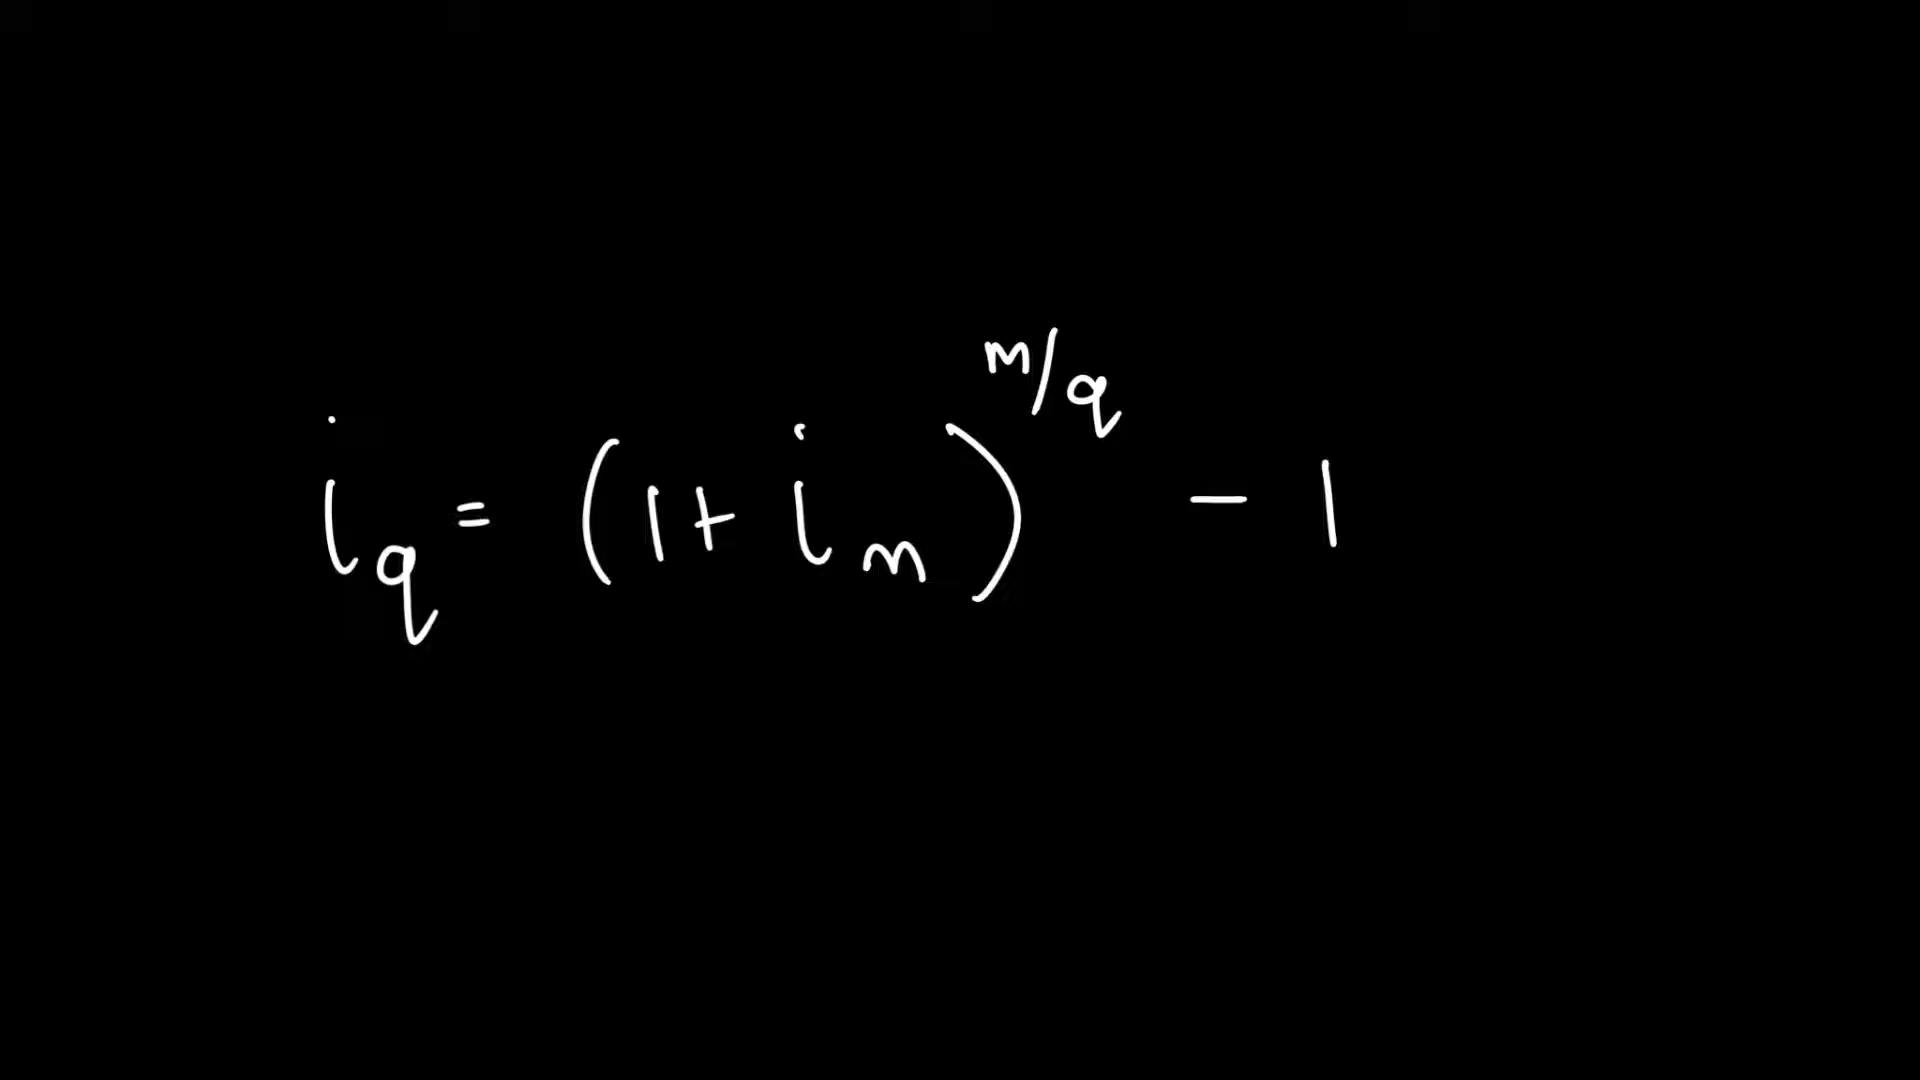 i_q = (1 + i_m)^{m/q} - 1